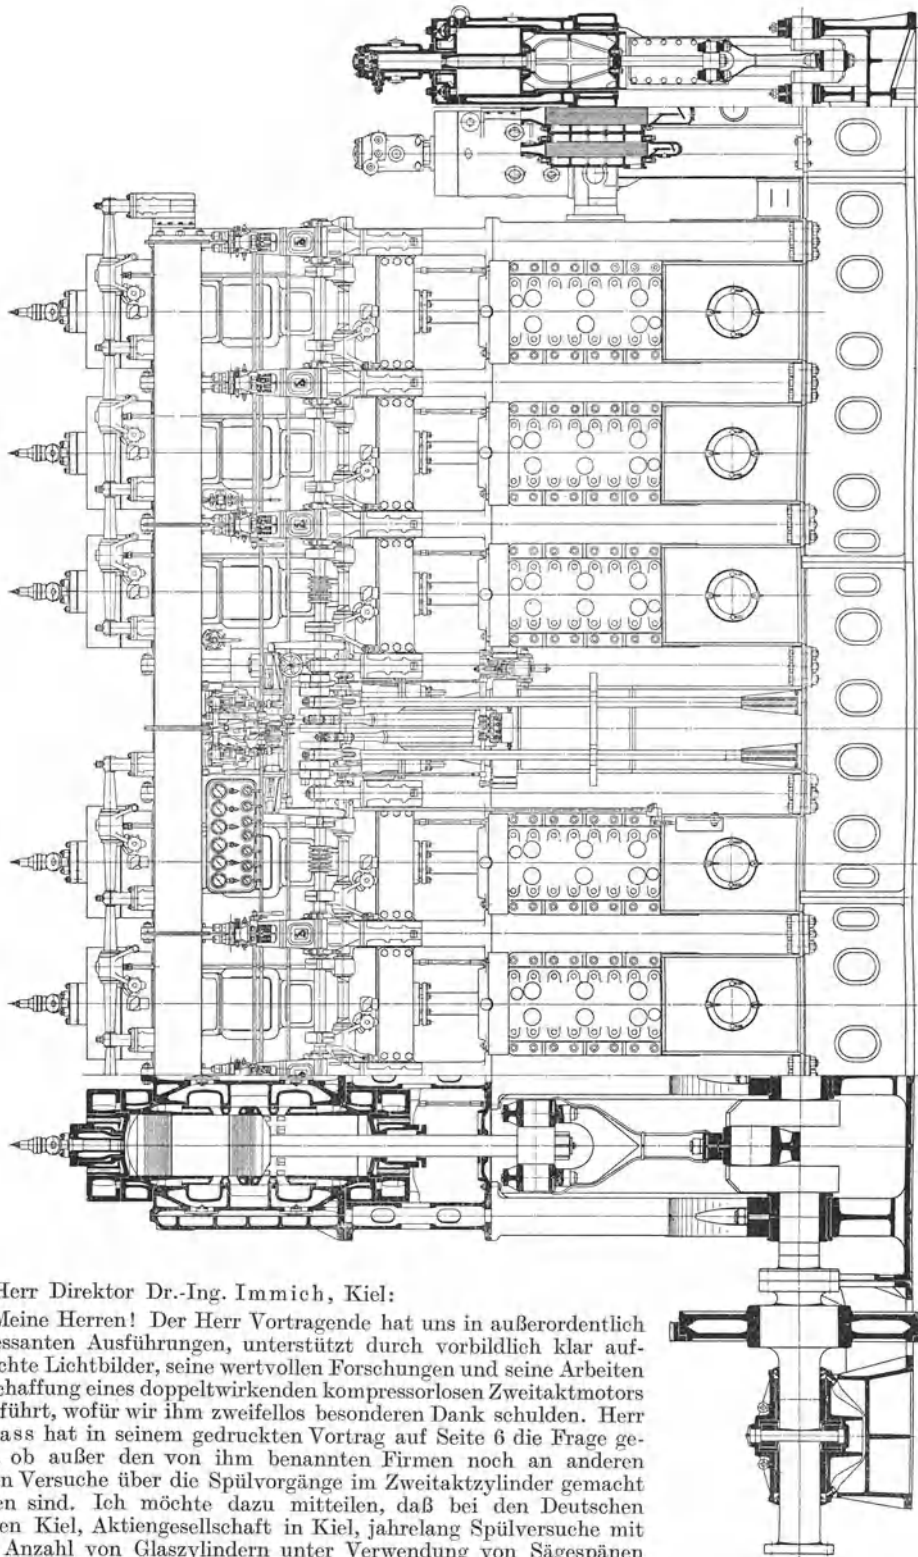 Herr Direktor Dr.-Ing. Immich, Kiel:
Meine Herren! Der Herr Vortragende hat uns in außerordentlich
essanten Ausführungen, unterstützt durch vorbildlich klar auf-
chte Lichtbilder, seine wertvollen Forschungen und seine Arbeiten
chaffung eines doppeltwirkenden kompressorlosen Zweitaktmotors
führt, wofür wir ihm zweifellos besonderen Dank schulden. Herr
ass hat in seinem gedruckten Vortrag auf Seite 6 die Frage ge-
ob außer den von ihm benannten Firmen noch an anderen
n Versuche über die Spülvorgänge im Zweitaktzylinder gemacht
en sind. Ich möchte dazu mitteilen, daß bei den Deutschen
en Kiel, Aktiengesellschaft in Kiel, jahrelang Spülversuche mit
Anzahl von Glaszylindern unter Verwendung von Sägespänen